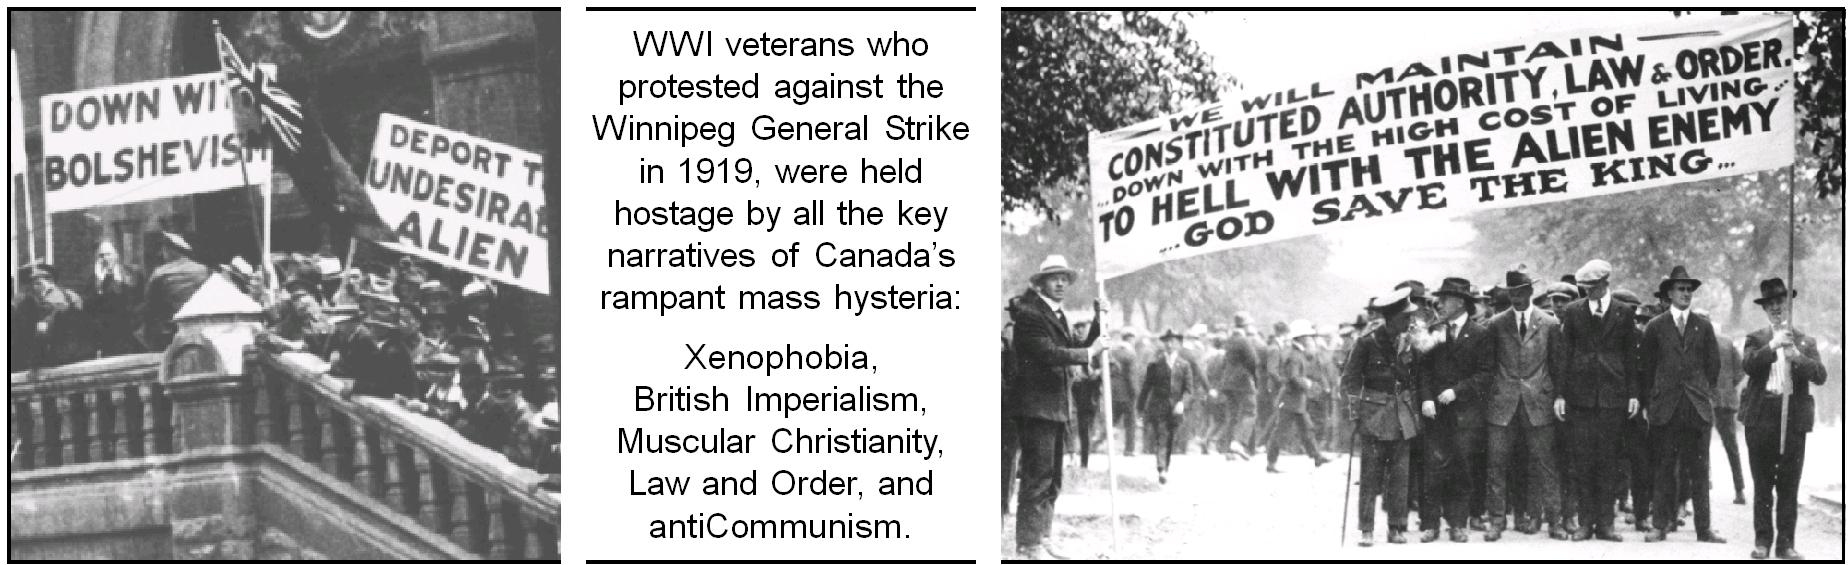 DOWN WIT
BOLSHEVISM
DEPORT T
UNDESIRAB
ALIEN
WWI veterans who
protested against the
Winnipeg General Strike
in 1919, were held
hostage by all the key
narratives of Canada's
rampant mass hysteria:
Xenophobia,
British Imperialism,
Muscular Christianity,
Law and Order, and
antiCommunism.
WE WILL MAINTAIN
CONSTITUTED AUTHORITY, LAW & ORDER.
...DOWN WITH THE HIGH COST OF LIVING...
TO HELL WITH THE ALIEN ENEMY
...GOD SAVE THE KING...